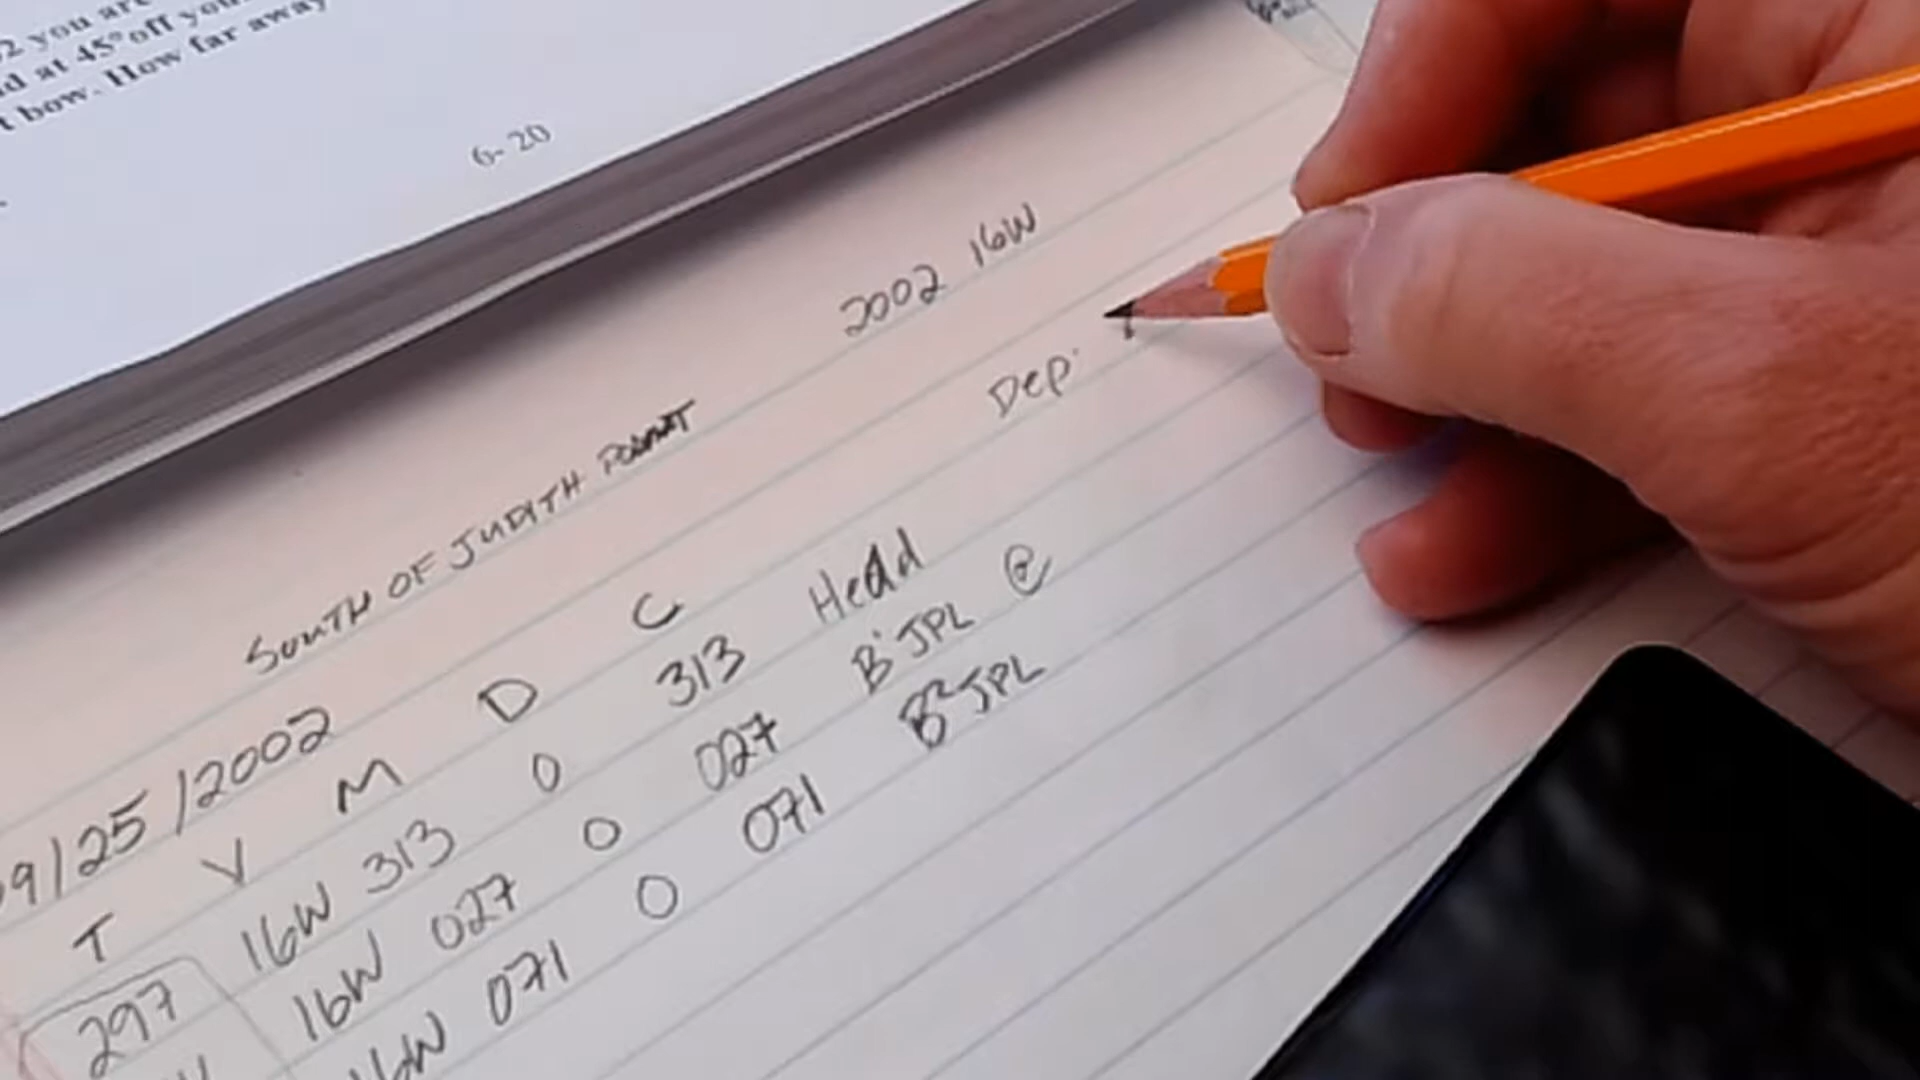 2 you are
d at 45° off you
t bow. How far away
6- 20
2002 16W
SOUTH OF JUDITH POINT
Dep.
09/25/2002
T V M D C
297 16W 313 0 313 Head
16W 027 0 027 B' JPL @
16W 071 0 071 B² JPL